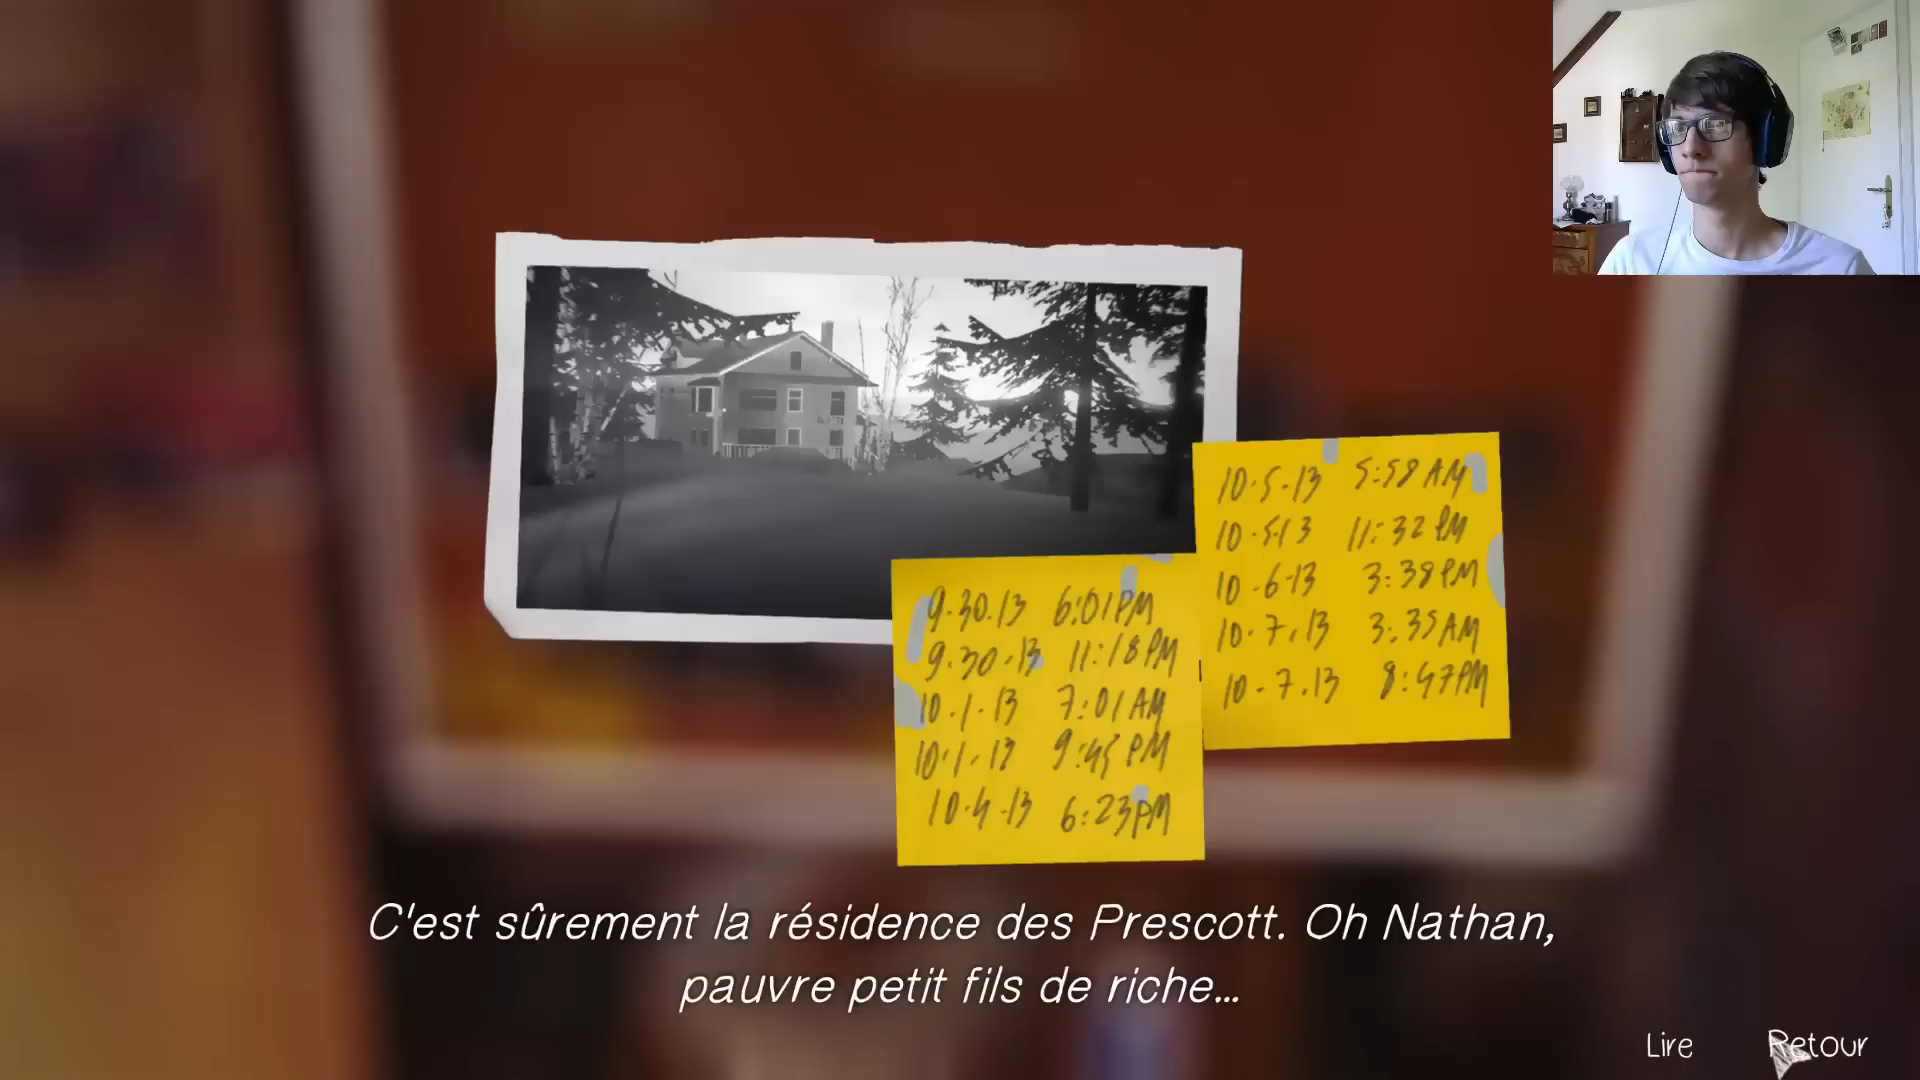 10.5.13 5:58 AM
10.5.13 11:32 PM
10.6.13 3:38 PM
10.7.13 3:35 AM
10.7.13 8:47 PM
9.30.13 6:01 PM
9.30.13 11:18 PM
10.1.13 7:01 AM
10.1.13 9:45 PM
10.4.13 6:23 PM
C'est sûrement la résidence des Prescott. Oh Nathan,
pauvre petit fils de riche...
Lire Retour